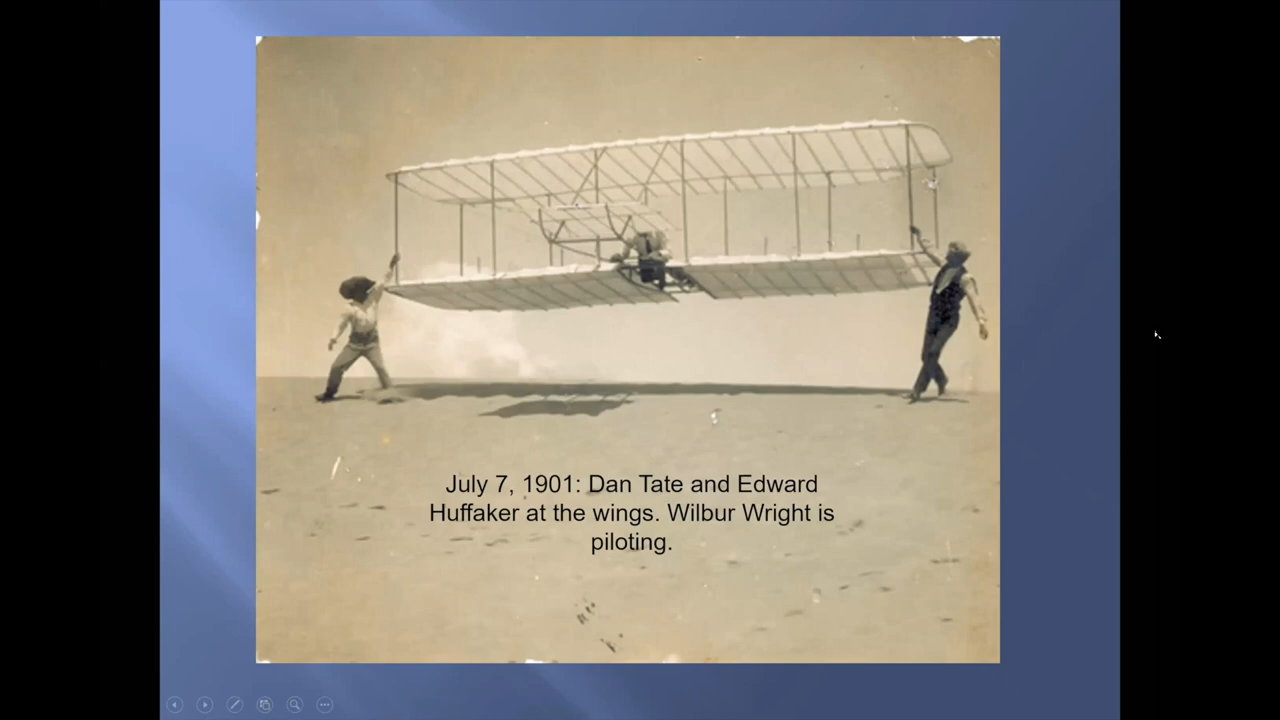 July 7, 1901: Dan Tate and Edward
Huffaker at the wings. Wilbur Wright is
piloting.